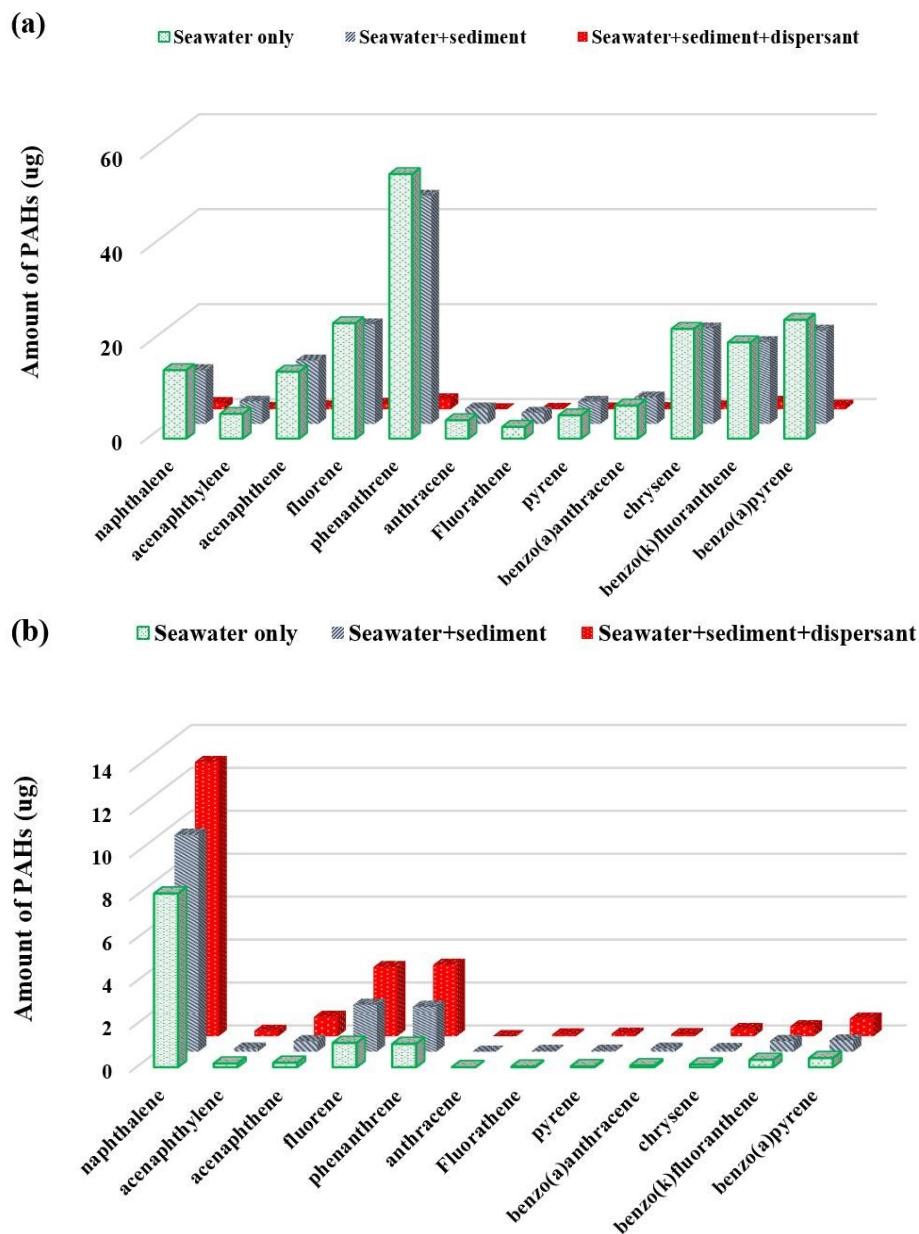 (a)
Seawater only Seawater+sediment Seawater+sediment+dispersant
Amount of PAHs (ug)
60
40
20
0
naphthalene
acenaphthylene
acenaphthene
fluorene
phenanthrene
anthracene
Fluorathene
pyrene
benzo(a)anthracene
chrysene
benzo(k)fluoranthene
benzo(a)pyrene
(b)
Seawater only Seawater+sediment Seawater+sediment+dispersant
Amount of PAHs (ug)
14
12
10
8
6
4
2
0
naphthalene
acenaphthylene
acenaphthene
fluorene
phenanthrene
anthracene
Fluorathene
pyrene
benzo(a)anthracene
chrysene
benzo(k)fluoranthene
benzo(a)pyrene